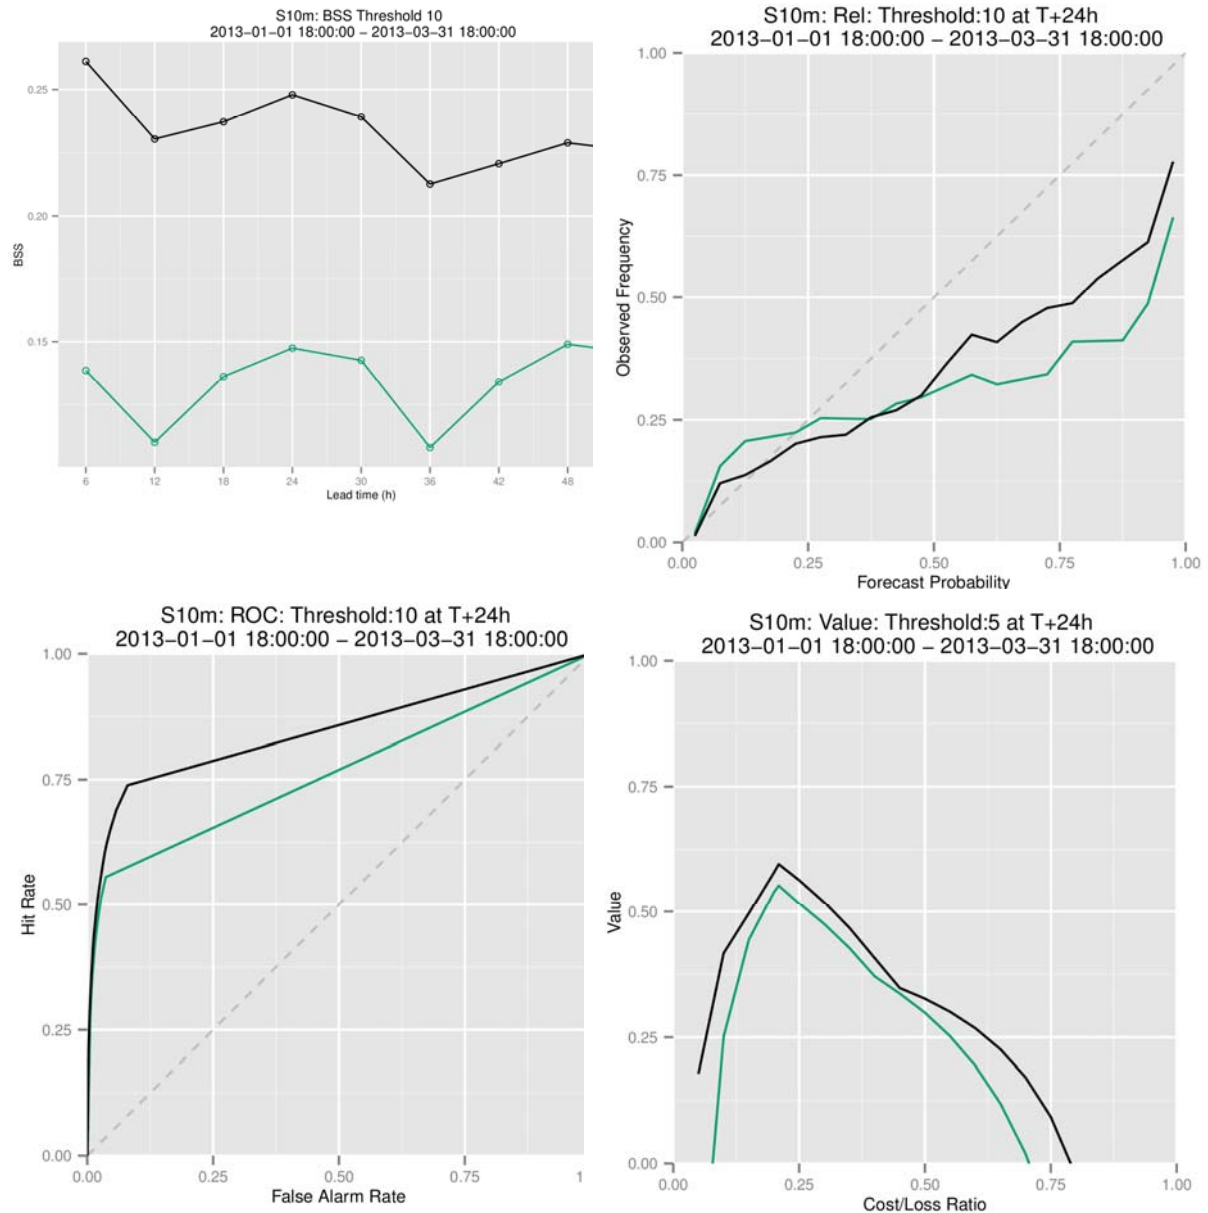 S10m: BSS Threshold 10
2013−01−01 18:00:00 − 2013−03−31 18:00:00
0.25
0.20
0.15
BSS
6 12 18 24 30 36 42 48
Lead time (h)
S10m: Rel: Threshold:10 at T+24h
2013−01−01 18:00:00 − 2013−03−31 18:00:00
1.00
0.75
0.50
0.25
0.00
Observed Frequency
0.00 0.25 0.50 0.75 1.00
Forecast Probability
S10m: ROC: Threshold:10 at T+24h
2013−01−01 18:00:00 − 2013−03−31 18:00:00
1.00
0.75
0.50
0.25
0.00
Hit Rate
0.00 0.25 0.50 0.75 1
False Alarm Rate
S10m: Value: Threshold:5 at T+24h
2013−01−01 18:00:00 − 2013−03−31 18:00:00
1.00
0.75
0.50
0.25
0.00
Value
0.00 0.25 0.50 0.75 1.00
Cost/Loss Ratio